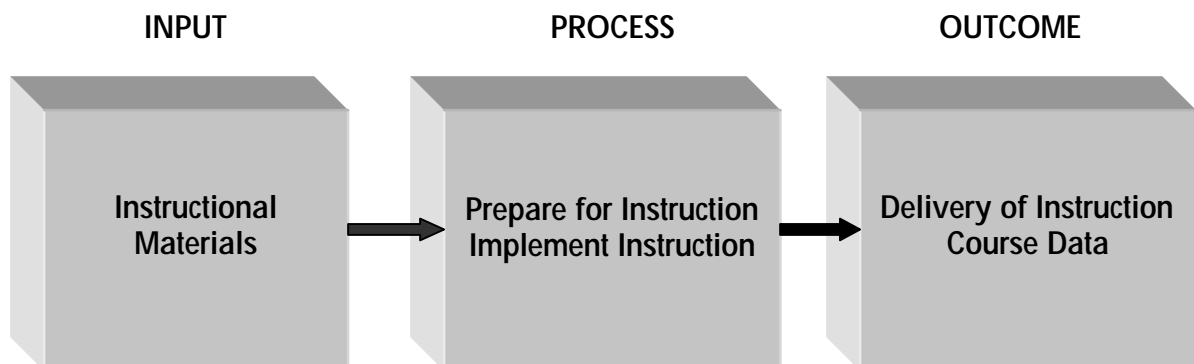 INPUT
PROCESS
OUTCOME
Instructional
Materials
Prepare for Instruction
Implement Instruction
Delivery of Instruction
Course Data